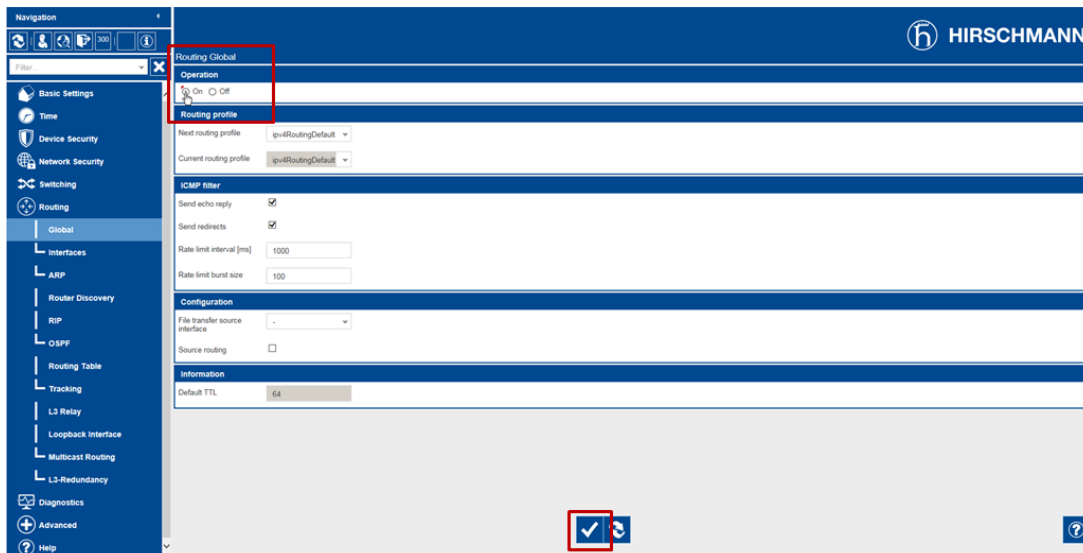 Navigation
300
Filter...
Basic Settings
Time
Device Security
Network Security
Switching
Routing
Global
Interfaces
ARP
Router Discovery
RIP
OSPF
Routing Table
Tracking
L3 Relay
Loopback Interface
Multicast Routing
L3-Redundancy
Diagnostics
Advanced
Help
HIRSCHMANN
Routing Global
Operation
On Off
Routing profile
Next routing profile ipv4RoutingDefault
Current routing profile ipv4RoutingDefault
ICMP filter
Send echo reply
Send redirects
Rate limit interval [ms] 1000
Rate limit burst size 100
Configuration
File transfer source
interface -
Source routing
Information
Default TTL 64